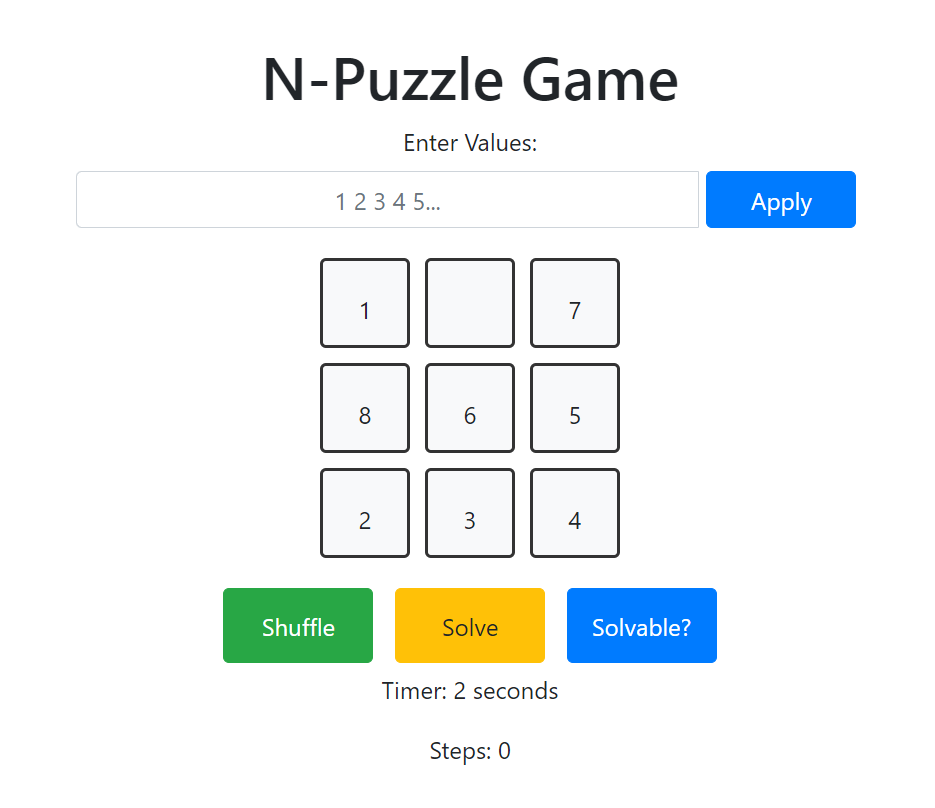 N-Puzzle Game
Enter Values:
1 2 3 4 5...
Apply
1 7
8 6 5
2 3 4
Shuffle Solve Solvable?
Timer: 2 seconds
Steps: 0